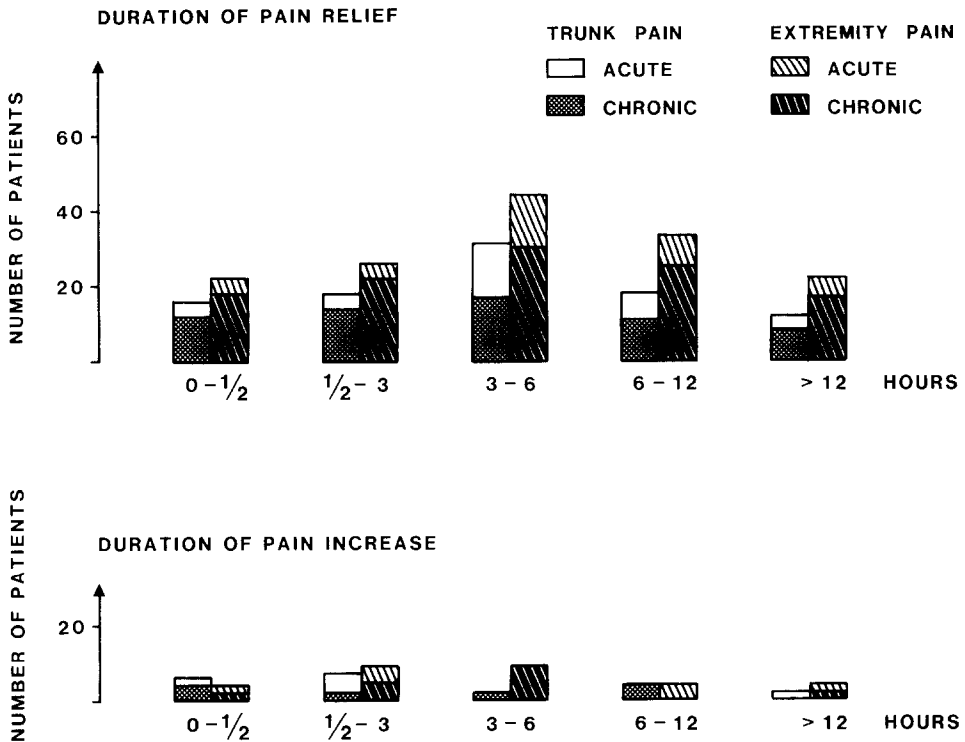 DURATION OF PAIN RELIEF
TRUNK PAIN
EXTREMITY PAIN
ACUTE
ACUTE
CHRONIC
CHRONIC
NUMBER OF PATIENTS
60
40
20
0 – 1/2
1/2 – 3
3 – 6
6 – 12
> 12
HOURS
DURATION OF PAIN INCREASE
NUMBER OF PATIENTS
20
0 – 1/2
1/2 – 3
3 – 6
6 – 12
> 12
HOURS